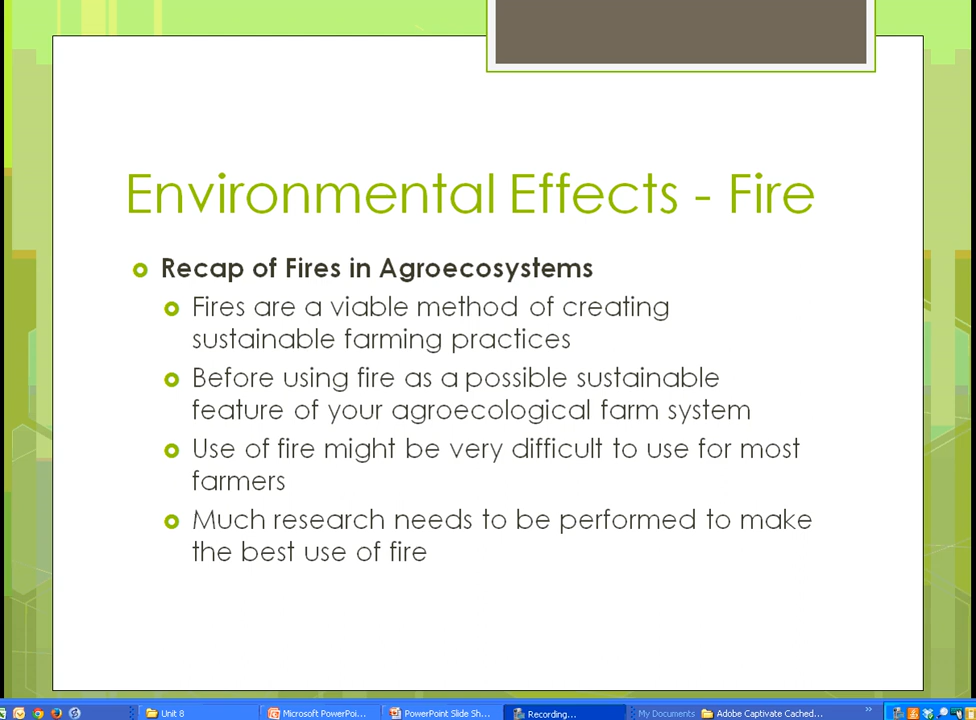 Environmental Effects - Fire
Recap of Fires in Agroecosystems
Fires are a viable method of creating
sustainable farming practices
Before using fire as a possible sustainable
feature of your agroecological farm system
Use of fire might be very difficult to use for most
farmers
Much research needs to be performed to make
the best use of fire
Unit 8
Microsoft PowerPoi...
PowerPoint Slide Sh...
Recording...
My Documents
Adobe Captivate Cached...